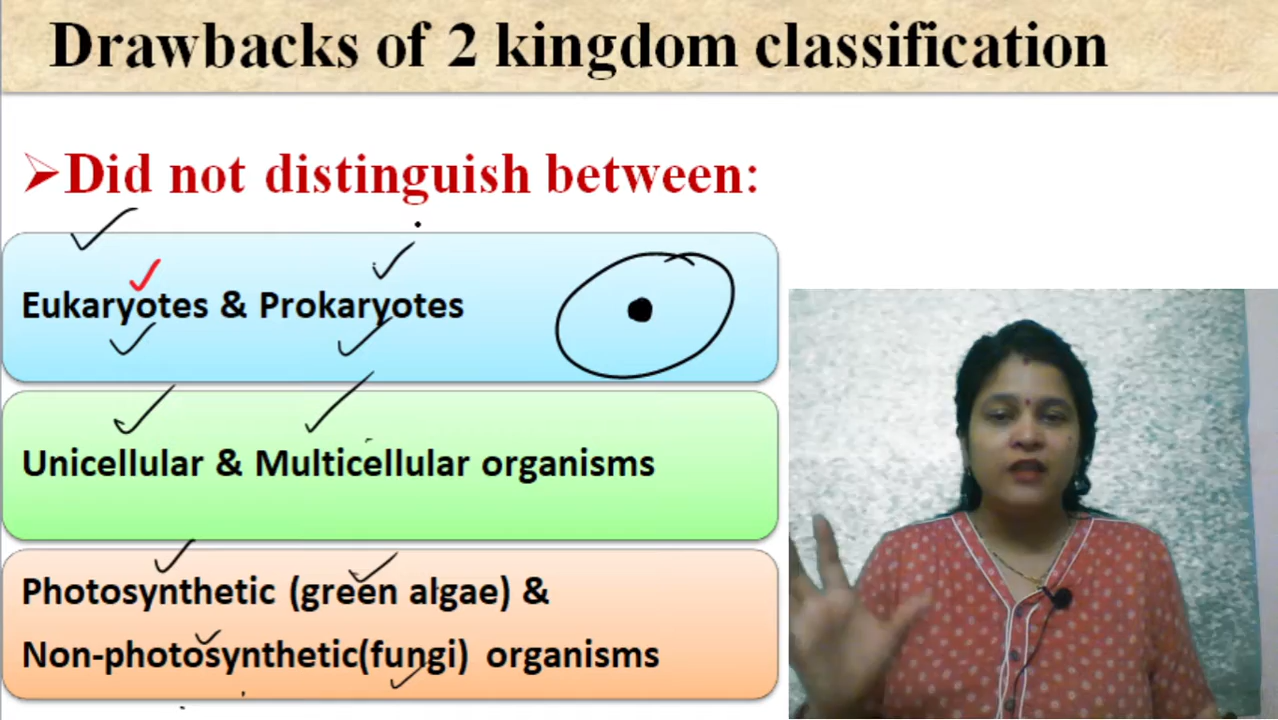 Drawbacks of 2 kingdom classification
Did not distinguish between:
Eukaryotes & Prokaryotes
Unicellular & Multicellular organisms
Photosynthetic (green algae) &
Non-photosynthetic(fungi) organisms